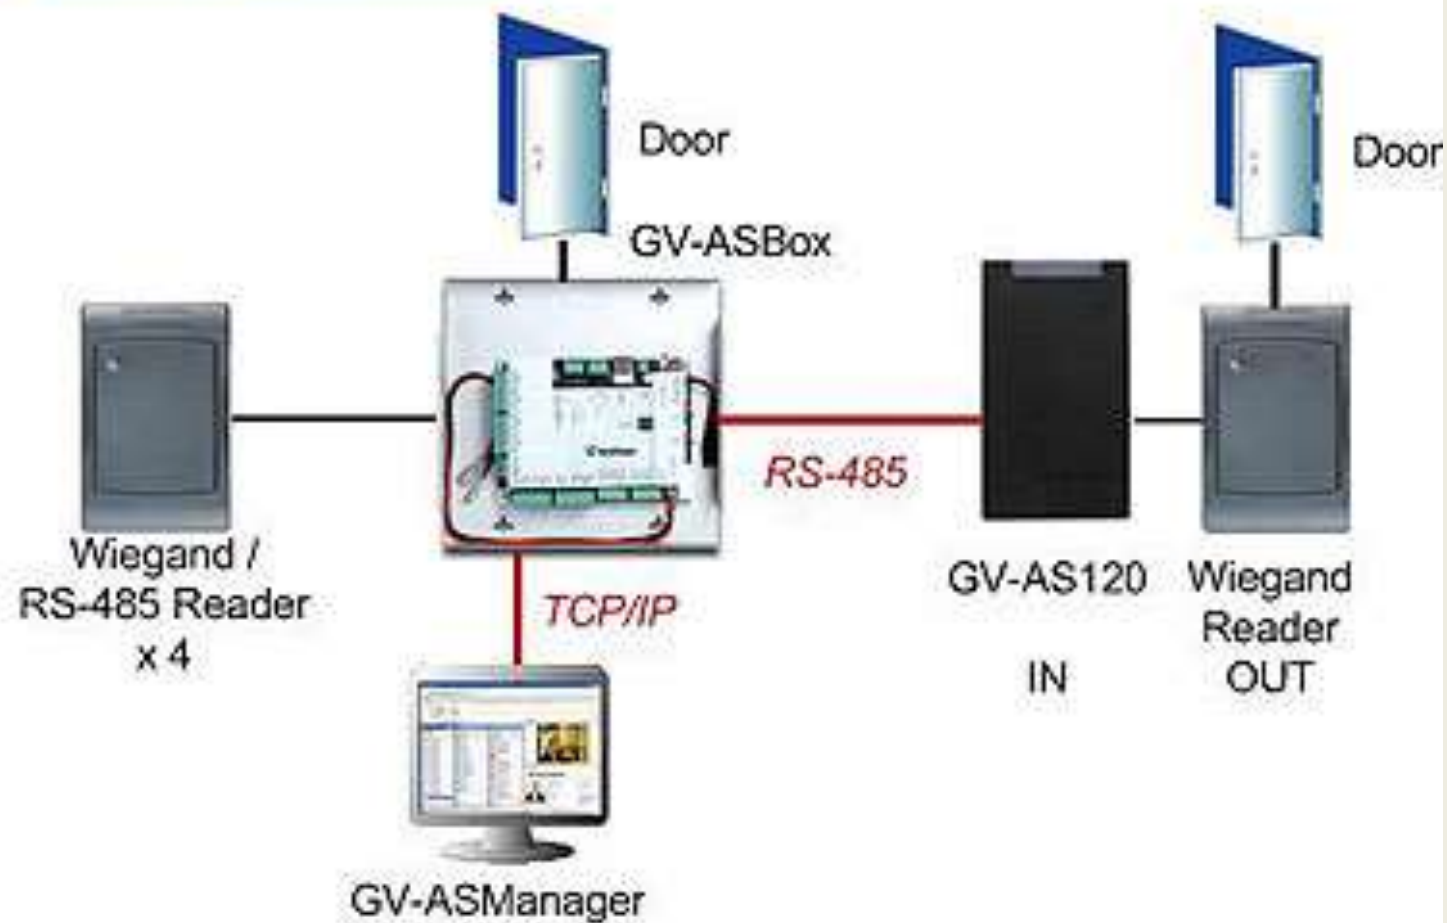 Door
Door
GV-ASBox
RS-485
Wiegand /
RS-485 Reader
x 4
TCP/IP
GV-AS120
IN
Wiegand
Reader
OUT
GV-ASManager